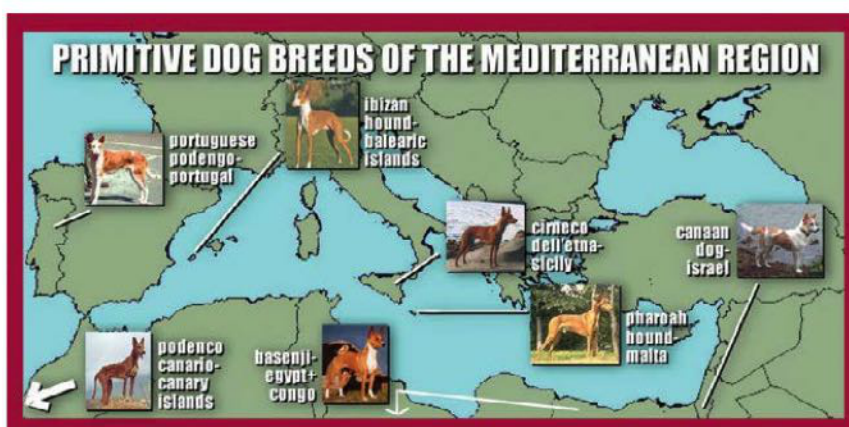 PRIMITIVE DOG BREEDS OF THE MEDITERRANEAN REGION
portuguese
podengo-
portugal
ibizan
hound-
balearic
islands
cirneco
dell'etna-
sicily
canaan
dog-
israel
pharoah
hound-
malta
podenco
canario-
canary
islands
basenji-
egypt+
congo